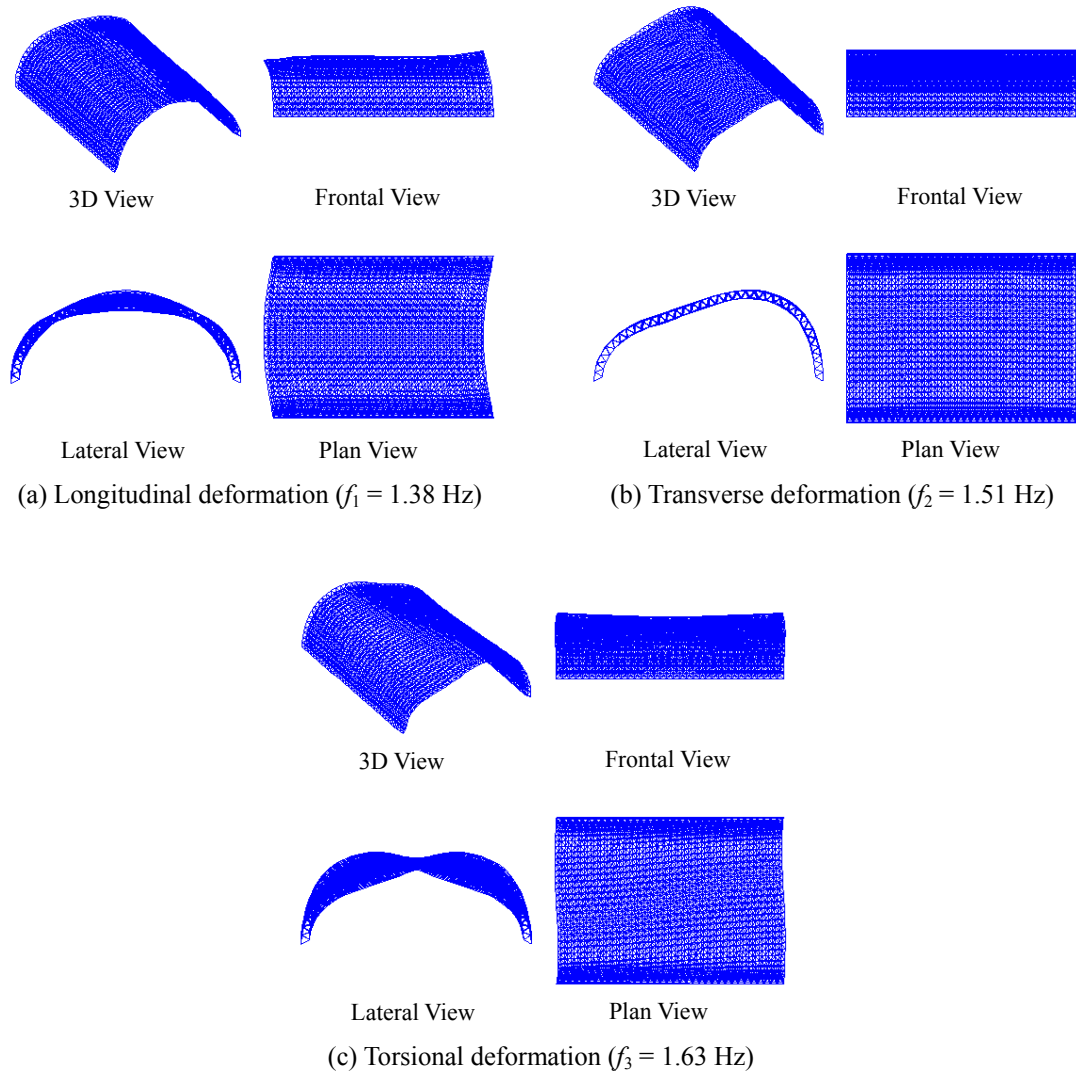 3D View
Frontal View
Lateral View
Plan View
(a) Longitudinal deformation (f1 = 1.38 Hz)
3D View
Frontal View
Lateral View
Plan View
(b) Transverse deformation (f2 = 1.51 Hz)
3D View
Frontal View
Lateral View
Plan View
(c) Torsional deformation (f3 = 1.63 Hz)